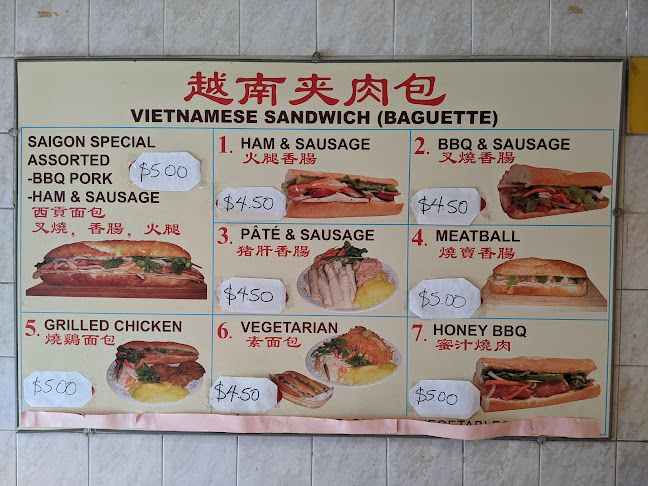 越南夹肉包
VIETNAMESE SANDWICH (BAGUETTE)
SAIGON SPECIAL
ASSORTED
-BBQ PORK
-HAM & SAUSAGE
西貢面包
叉燒，香腸，火腿
$5.00
1. HAM & SAUSAGE
火腿香腸
$4.50
2. BBQ & SAUSAGE
叉燒香腸
$4.50
3. PÂTÉ & SAUSAGE
猪肝香腸
$4.50
4. MEATBALL
燒賣香腸
$5.00
5. GRILLED CHICKEN
燒鷄面包
$5.00
6. VEGETARIAN
素面包
$4.50
7. HONEY BBQ
蜜汁燒肉
$5.00
VEGETABLES